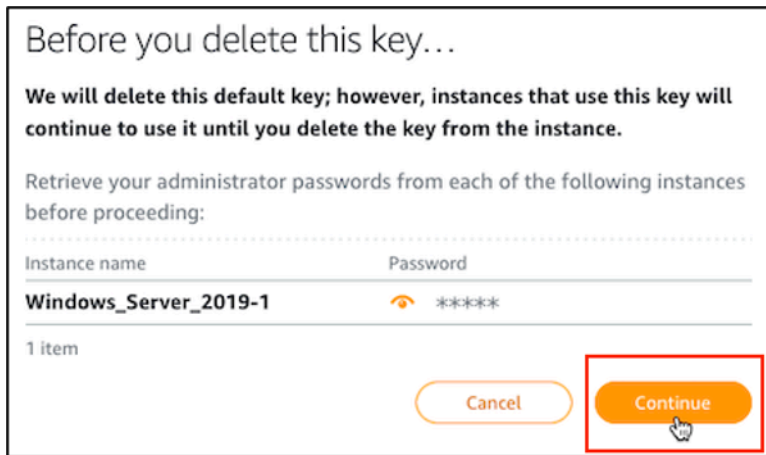 Before you delete this key...
We will delete this default key; however, instances that use this key will
continue to use it until you delete the key from the instance.
Retrieve your administrator passwords from each of the following instances
before proceeding:
Instance name Password
Windows_Server_2019-1 *****
1 item
Cancel Continue